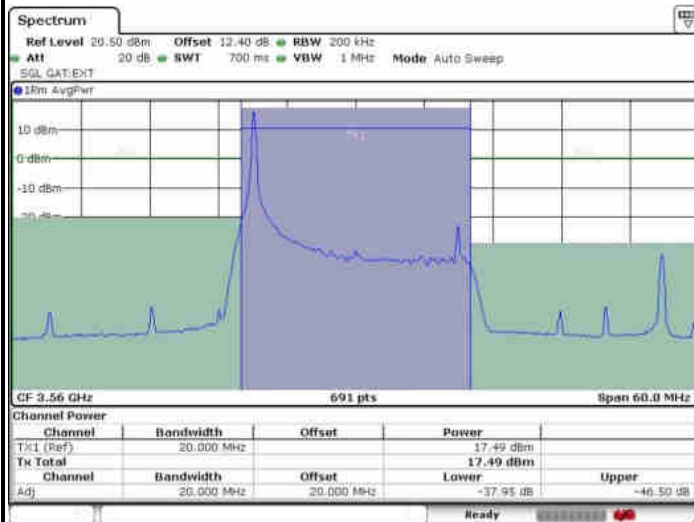 Spectrum
Ref Level 20.50 dBm Offset 12.40 dB RBW 200 kHz
Att 20 dB SWT 700 ms VBW 1 MHz Mode Auto Sweep
SGL GAT:EXT
1Rm AvgPwr
10 dBm
0 dBm
-10 dBm
-20 dBm
CF 3.56 GHz 691 pts Span 60.0 MHz
Channel Power
Channel Bandwidth Offset Power
TX1 (Ref) 20.000 MHz 17.49 dBm
Tx Total 17.49 dBm
Channel Bandwidth Offset Lower Upper
Adj 20.000 MHz 20.000 MHz -37.95 dB -46.50 dB
Ready